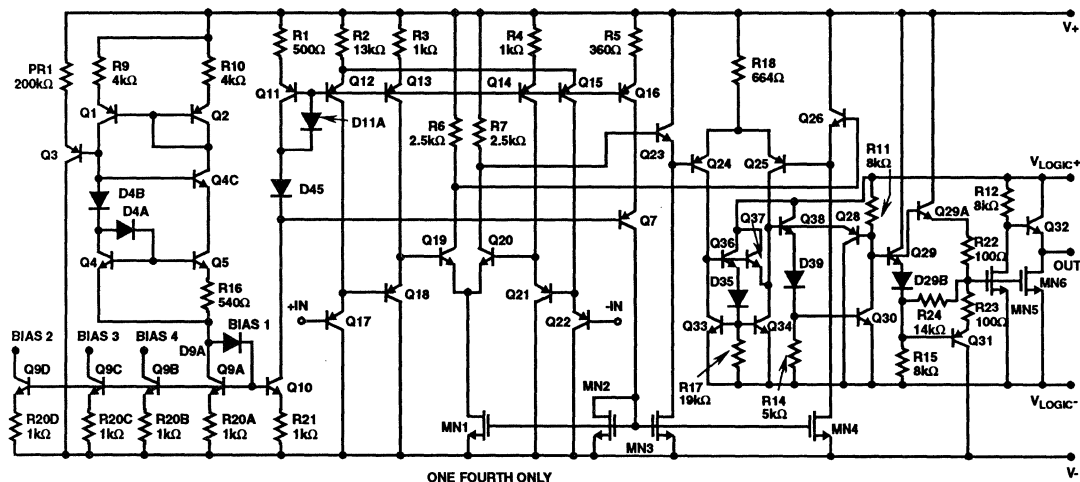 V+
PR1
200kΩ
R9
4kΩ
R10
4kΩ
R1
500Ω
R2
13kΩ
R3
1kΩ
R4
1kΩ
R5
360Ω
R18
664Ω
Q1
Q2
Q3
Q11
Q12
Q13
Q14
Q15
Q16
Q26
D11A
R6
2.5kΩ
R7
2.5kΩ
Q23
Q24
Q25
R11
8kΩ
VLOGIC+
Q4C
D4B
D4A
D45
Q7
R12
8kΩ
Q29A
Q32
Q4
Q5
Q19
Q20
Q36
Q37
Q38
Q28
Q29
R22
100Ω
OUT
R16
540Ω
D35
D39
D29B
MN5
MN6
+IN
Q17
Q18
Q21
Q22
-IN
Q33
Q34
Q30
R24
14kΩ
R23
100Ω
Q31
BIAS 2
BIAS 3
BIAS 4
BIAS 1
D9A
Q9D
Q9C
Q9B
Q9A
Q10
R17
19kΩ
R14
5kΩ
R15
8kΩ
VLOGIC-
R20D
1kΩ
R20C
1kΩ
R20B
1kΩ
R20A
1kΩ
R21
1kΩ
MN1
MN2
MN3
MN4
V-
ONE FOURTH ONLY